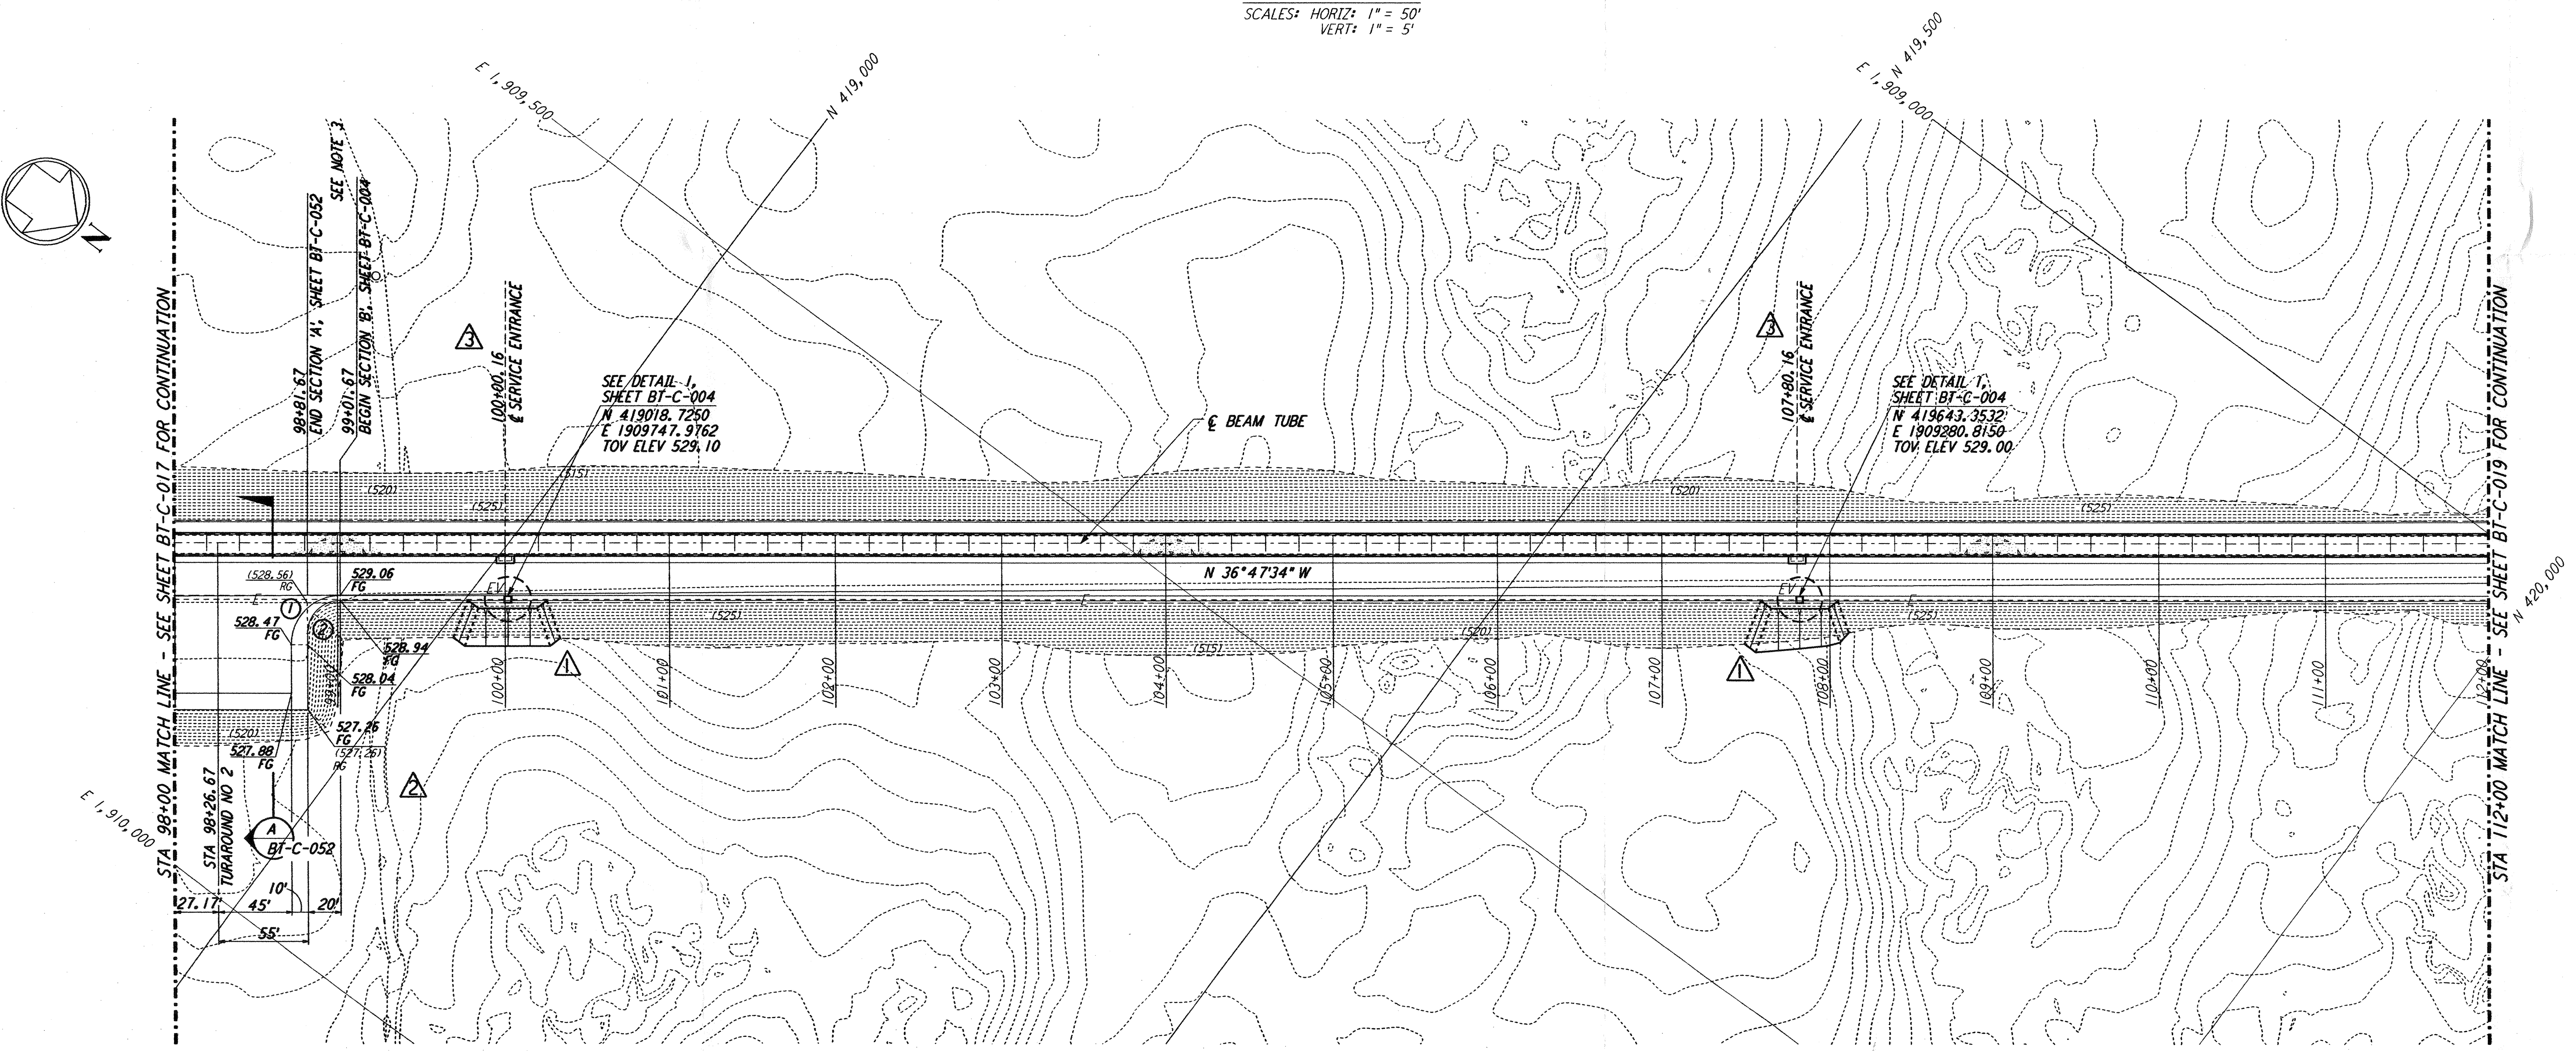 SCALES: HORIZ: 1" = 50'
VERT: 1" = 5'
E 1,909,500
N 419,000
E 1,909,000
N 419,500
N
STA 98+00 MATCH LINE - SEE SHEET BT-C-017 FOR CONTINUATION
98+81.67
END SECTION 'A', SHEET BT-C-052
SEE NOTE 3
99+01.67
BEGIN SECTION 'B', SHEET BT-C-004
3
100+00.16
℄ SERVICE ENTRANCE
SEE DETAIL 1,
SHEET BT-C-004
N 419018.7250
E 1909747.9762
TOV ELEV 529.10
℄ BEAM TUBE
3
107+80.16
℄ SERVICE ENTRANCE
SEE DETAIL 1,
SHEET BT-C-004
N 419643.3532
E 1909280.8150
TOV ELEV 529.00
STA 112+00 MATCH LINE - SEE SHEET BT-C-019 FOR CONTINUATION
(515)
(520)
(525)
(520)
(525)
(528.56)
RG
529.06
FG
N 36°47'34" W
E
1
EV
E
EV
E
528.47
FG
2
(525)
(520)
(525)
528.94
FG
(515)
1
1
528.04
FG
99+00
100+00
101+00
102+00
103+00
104+00
105+00
106+00
107+00
108+00
109+00
110+00
111+00
112+00
N 420,000
527.26
FG
(527.26)
RG
(520)
527.88
FG
2
STA 98+26.67
TURAROUND NO 2
E 1,910,000
A
BT-C-052
10'
27.17'
45'
20'
55'